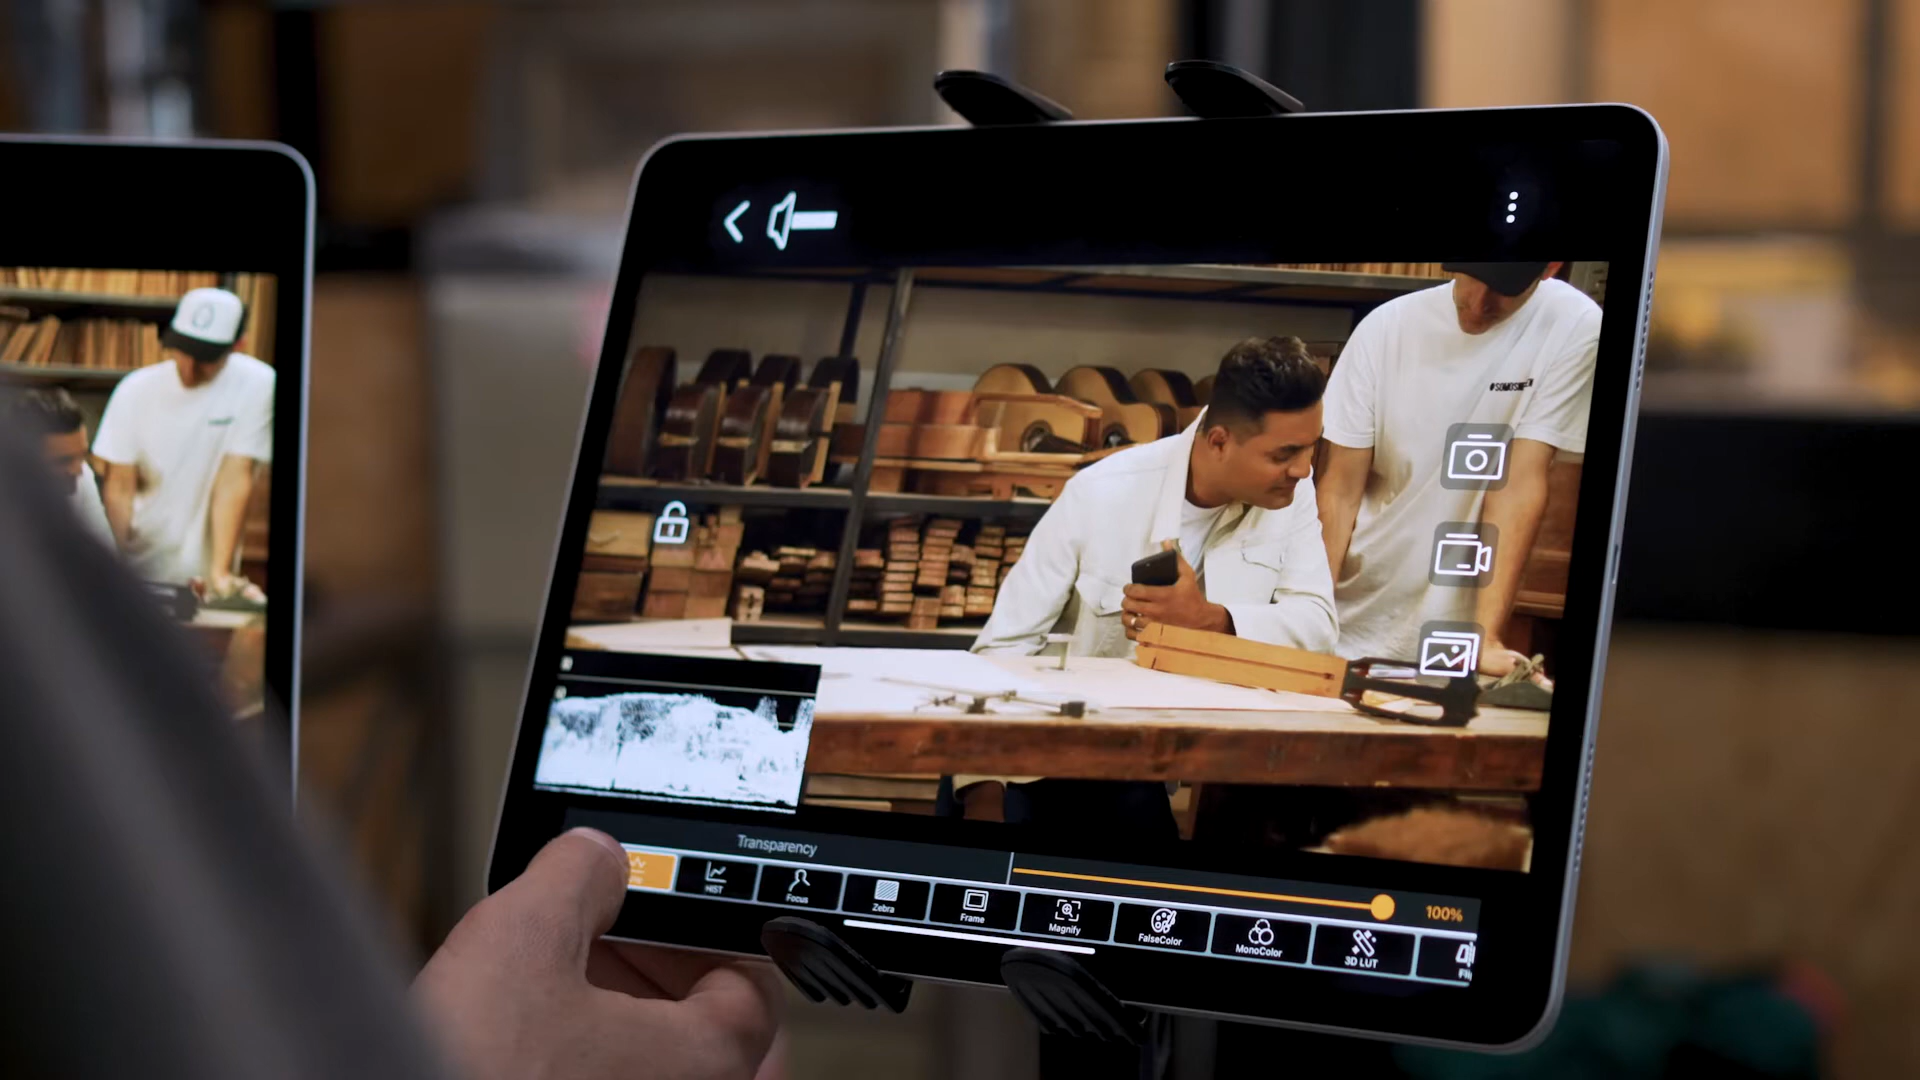 Transparency
100%
HIST
Focus
Zebra
Frame
Magnify
FalseColor
MonoColor
3D LUT